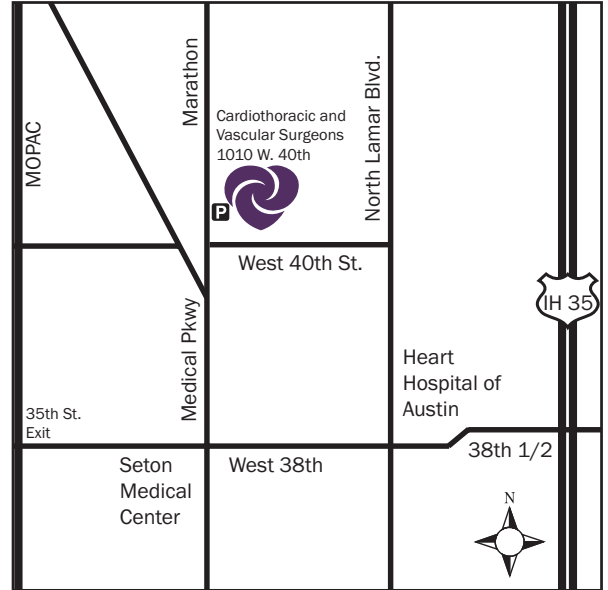 MOPAC
Marathon
Cardiothoracic and
Vascular Surgeons
1010 W. 40th
P
North Lamar Blvd.
West 40th St.
IH 35
Medical Pkwy
Heart
Hospital of
Austin
35th St.
Exit
38th 1/2
Seton
Medical
Center
West 38th
N